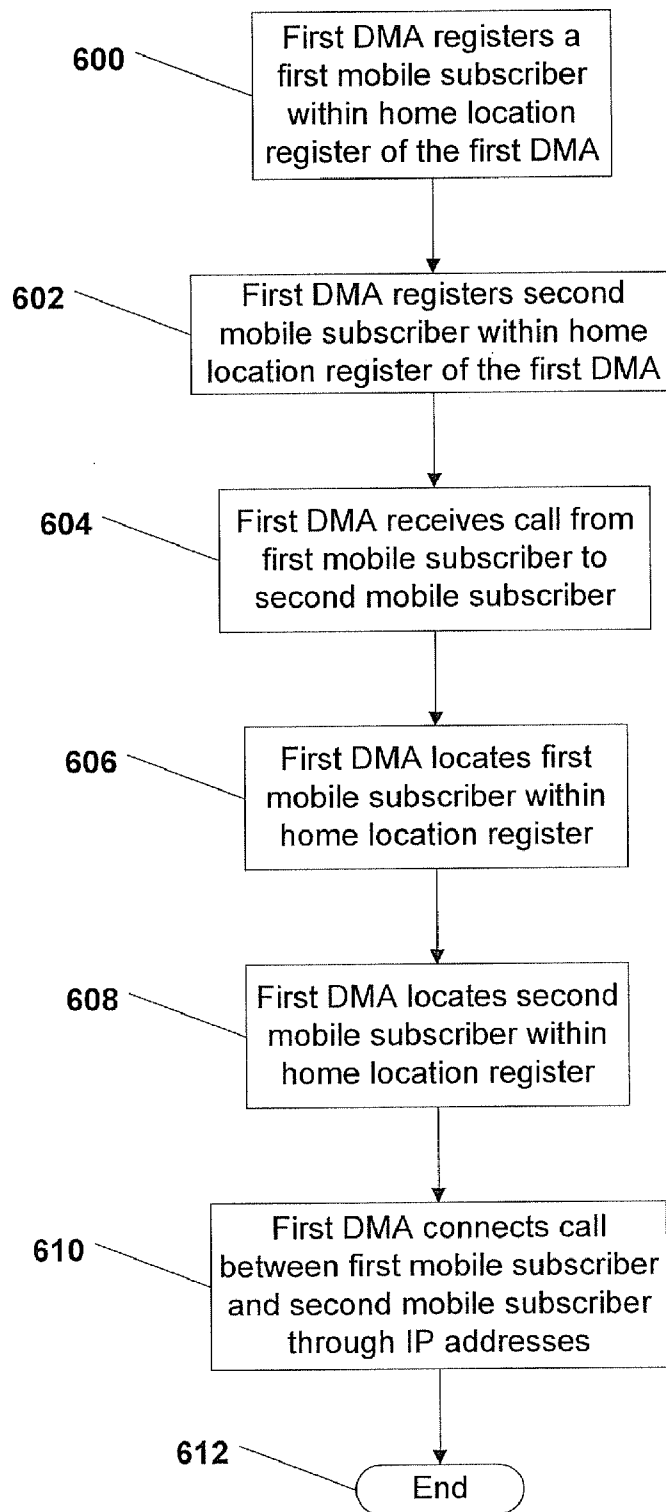 600
First DMA registers a
first mobile subscriber
within home location
register of the first DMA
602
First DMA registers second
mobile subscriber within home
location register of the first DMA
604
First DMA receives call from
first mobile subscriber to
second mobile subscriber
606
First DMA locates first
mobile subscriber within
home location register
608
First DMA locates second
mobile subscriber within
home location register
610
First DMA connects call
between first mobile subscriber
and second mobile subscriber
through IP addresses
612
End